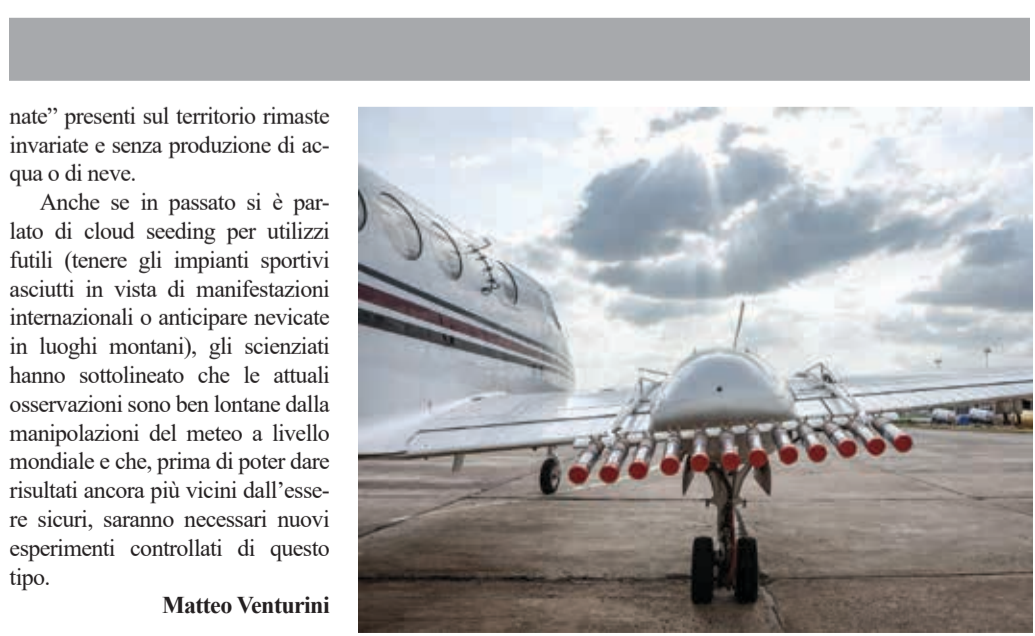 nate” presenti sul territorio rimaste
invariate e senza produzione di ac-
qua o di neve.
Anche se in passato si è par-
lato di cloud seeding per utilizzi
futili (tenere gli impianti sportivi
asciutti in vista di manifestazioni
internazionali o anticipare nevicate
in luoghi montani), gli scienziati
hanno sottolineato che le attuali
osservazioni sono ben lontane dalla
manipolazioni del meteo a livello
mondiale e che, prima di poter dare
risultati ancora più vicini dall’esse-
re sicuri, saranno necessari nuovi
esperimenti controllati di questo
tipo.
Matteo Venturini